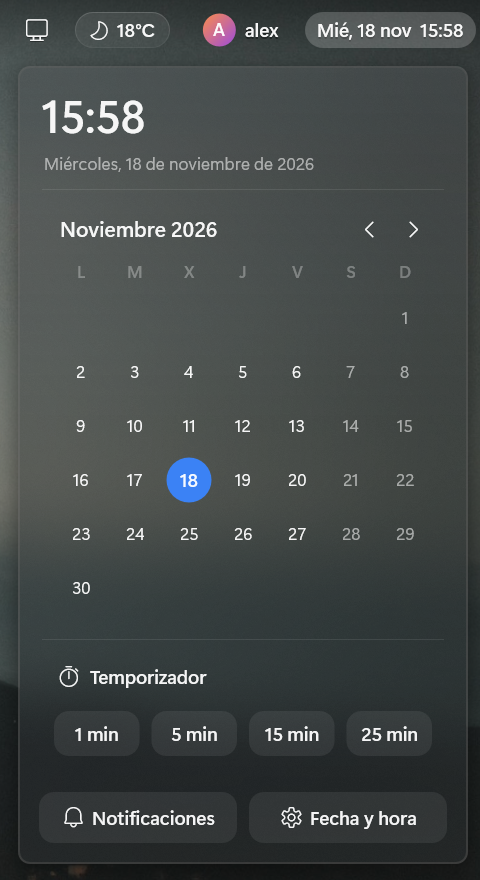 18°C A alex Mié, 18 nov 15:58
15:58
Miércoles, 18 de noviembre de 2026
Noviembre 2026
L M X J V S D
1
2 3 4 5 6 7 8
9 10 11 12 13 14 15
16 17 18 19 20 21 22
23 24 25 26 27 28 29
30
Temporizador
1 min 5 min 15 min 25 min
Notificaciones Fecha y hora